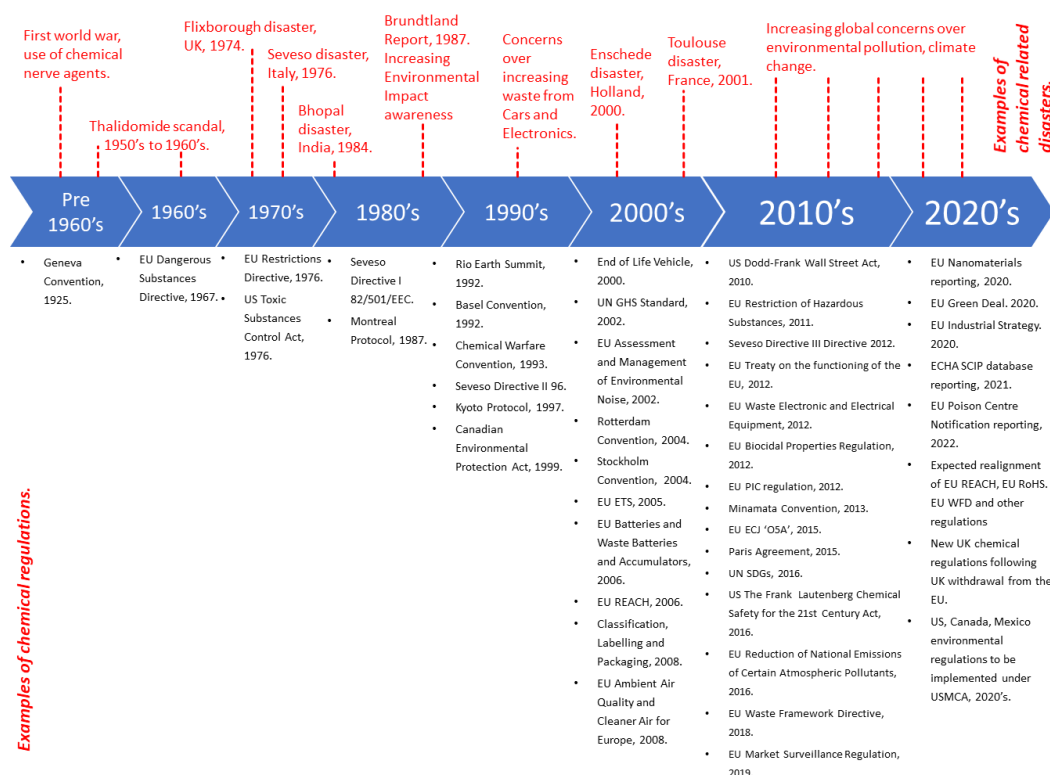 First world war,
use of chemical
nerve agents.
Thalidomide scandal,
1950's to 1960's.
Flixborough disaster,
UK, 1974.
Seveso disaster,
Italy, 1976.
Bhopal
disaster,
India, 1984.
Brundtland
Report, 1987.
Increasing
Environmental
Impact
awareness
Concerns
over
increasing
waste from
Cars and
Electronics.
Enschede
disaster,
Holland,
2000.
Toulouse
disaster,
France, 2001.
Increasing global concerns over
environmental pollution, climate
change.
Examples of
chemical related
disasters.
Pre
1960's
1960's
1970's
1980's
1990's
2000's
2010's
2020's
• Geneva
Convention,
1925.
• EU Dangerous
Substances
Directive, 1967.
• EU Restrictions
Directive, 1976.
• US Toxic
Substances
Control Act,
1976.
• Seveso
Directive I
82/501/EEC.
• Montreal
Protocol, 1987.
• Rio Earth Summit,
1992.
• Basel Convention,
1992.
• Chemical Warfare
Convention, 1993.
• Seveso Directive II 96.
• Kyoto Protocol, 1997.
• Canadian
Environmental
Protection Act, 1999.
• End of Life Vehicle,
2000.
• UN GHS Standard,
2002.
• EU Assessment
and Management
of Environmental
Noise, 2002.
• Rotterdam
Convention, 2004.
• Stockholm
Convention, 2004.
• EU ETS, 2005.
• EU Batteries and
Waste Batteries
and Accumulators,
2006.
• EU REACH, 2006.
• Classification,
Labelling and
Packaging, 2008.
• EU Ambient Air
Quality and
Cleaner Air for
Europe, 2008.
• US Dodd-Frank Wall Street Act,
2010.
• EU Restriction of Hazardous
Substances, 2011.
• Seveso Directive III Directive 2012.
• EU Treaty on the functioning of the
EU, 2012.
• EU Waste Electronic and Electrical
Equipment, 2012.
• EU Biocidal Properties Regulation,
2012.
• EU PIC regulation, 2012.
• Minamata Convention, 2013.
• EU ECJ 'O5A', 2015.
• Paris Agreement, 2015.
• UN SDGs, 2016.
• US The Frank Lautenberg Chemical
Safety for the 21st Century Act,
2016.
• EU Reduction of National Emissions
of Certain Atmospheric Pollutants,
2016.
• EU Waste Framework Directive,
2018.
• EU Market Surveillance Regulation,
2019
• EU Nanomaterials
reporting, 2020.
• EU Green Deal. 2020.
• EU Industrial Strategy.
2020.
• ECHA SCIP database
reporting, 2021.
• EU Poison Centre
Notification reporting,
2022.
• Expected realignment
of EU REACH, EU RoHS.
EU WFD and other
regulations
• New UK chemical
regulations following
UK withdrawal from the
EU.
• US, Canada, Mexico
environmental
regulations to be
implemented under
USMCA, 2020's.
Examples of chemical regulations.